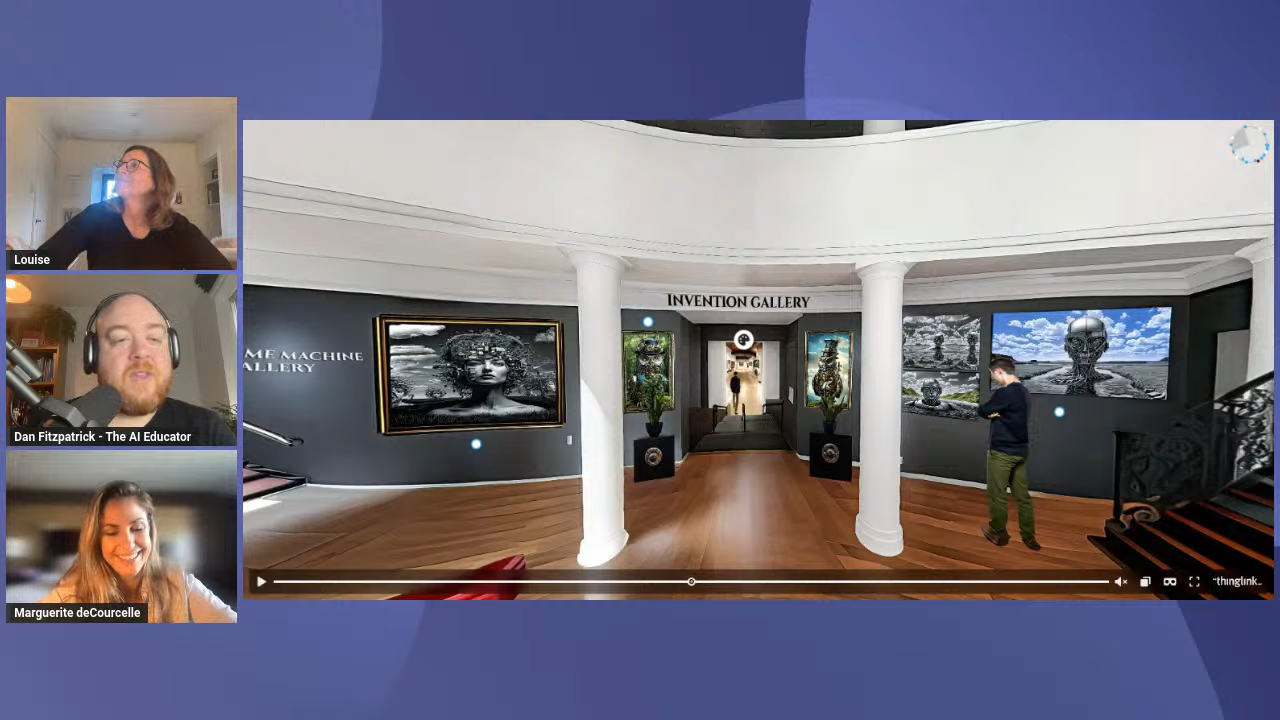 Louise
Dan Fitzpatrick - The AI Educator
Marguerite deCourcelle
ME MACHINE
ALLERY
INVENTION GALLERY
thinglink..